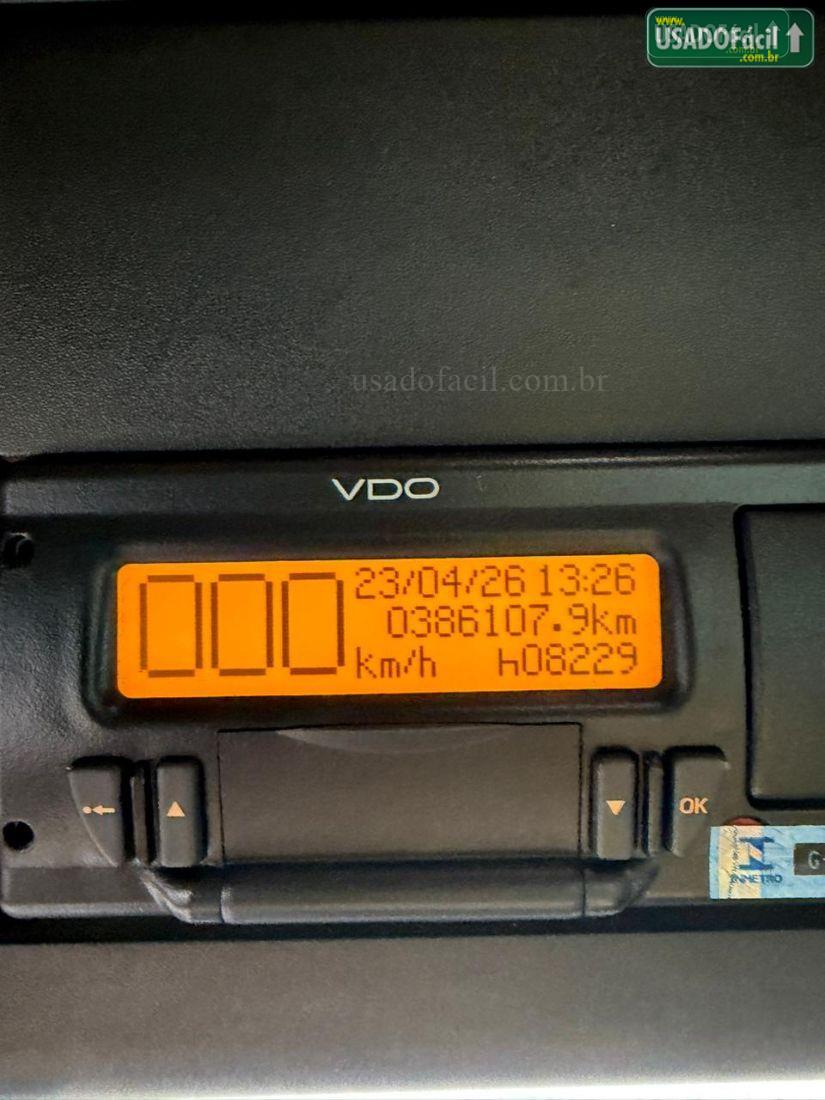 www.
USADOFácil
.com.br
usadofacil.com.br
VDO
000
23/04/26 13:26
0386107.9km
km/h h08229
OK
INMETRO